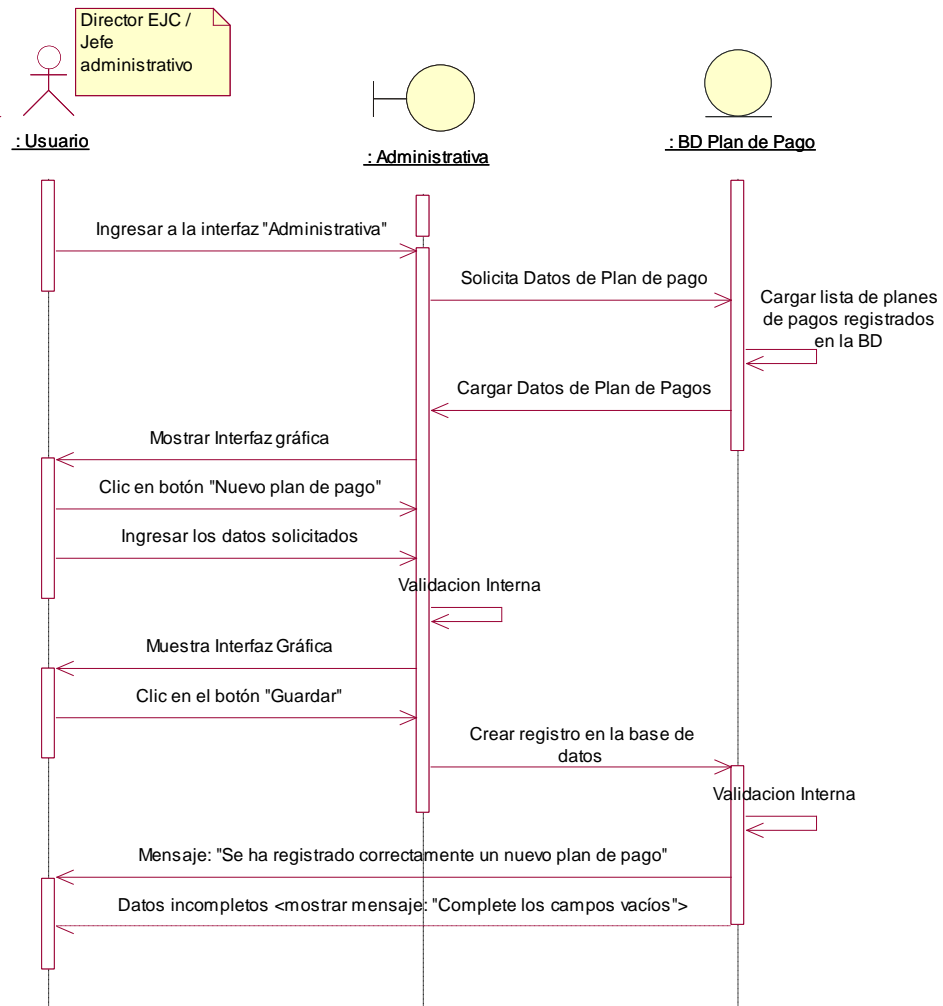 Director EJC /
Jefe
administrativo
: Usuario
: Administrativa
: BD Plan de Pago
Ingresar a la interfaz "Administrativa"
Solicita Datos de Plan de pago
Cargar lista de planes
de pagos registrados
en la BD
Cargar Datos de Plan de Pagos
Mostrar Interfaz gráfica
Clic en botón "Nuevo plan de pago"
Ingresar los datos solicitados
Validacion Interna
Muestra Interfaz Gráfica
Clic en el botón "Guardar"
Crear registro en la base de
datos
Validacion Interna
Mensaje: "Se ha registrado correctamente un nuevo plan de pago"
Datos incompletos <mostrar mensaje: "Complete los campos vacíos">